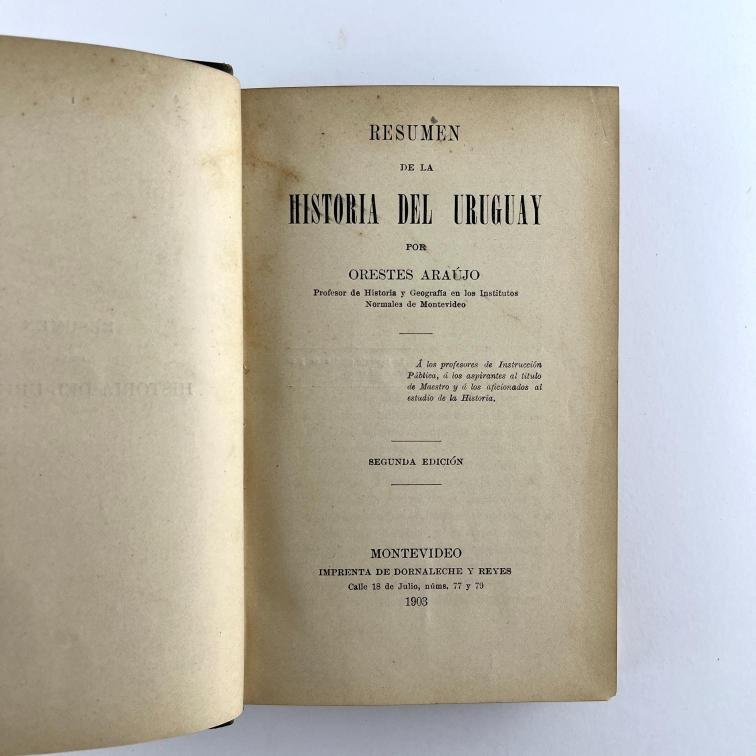 RESUMEN
DE LA
HISTORIA DEL URUGUAY
POR
ORESTES ARAÚJO
Profesor de Historia y Geografía en los Institutos
Normales de Montevideo
Á los profesores de Instrucción
Pública, á los aspirantes al título
de Maestro y á los aficionados al
estudio de la Historia.
SEGUNDA EDICIÓN
MONTEVIDEO
IMPRENTA DE DORNALECHE Y REYES
Calle 18 de Julio, núms. 77 y 79
1903